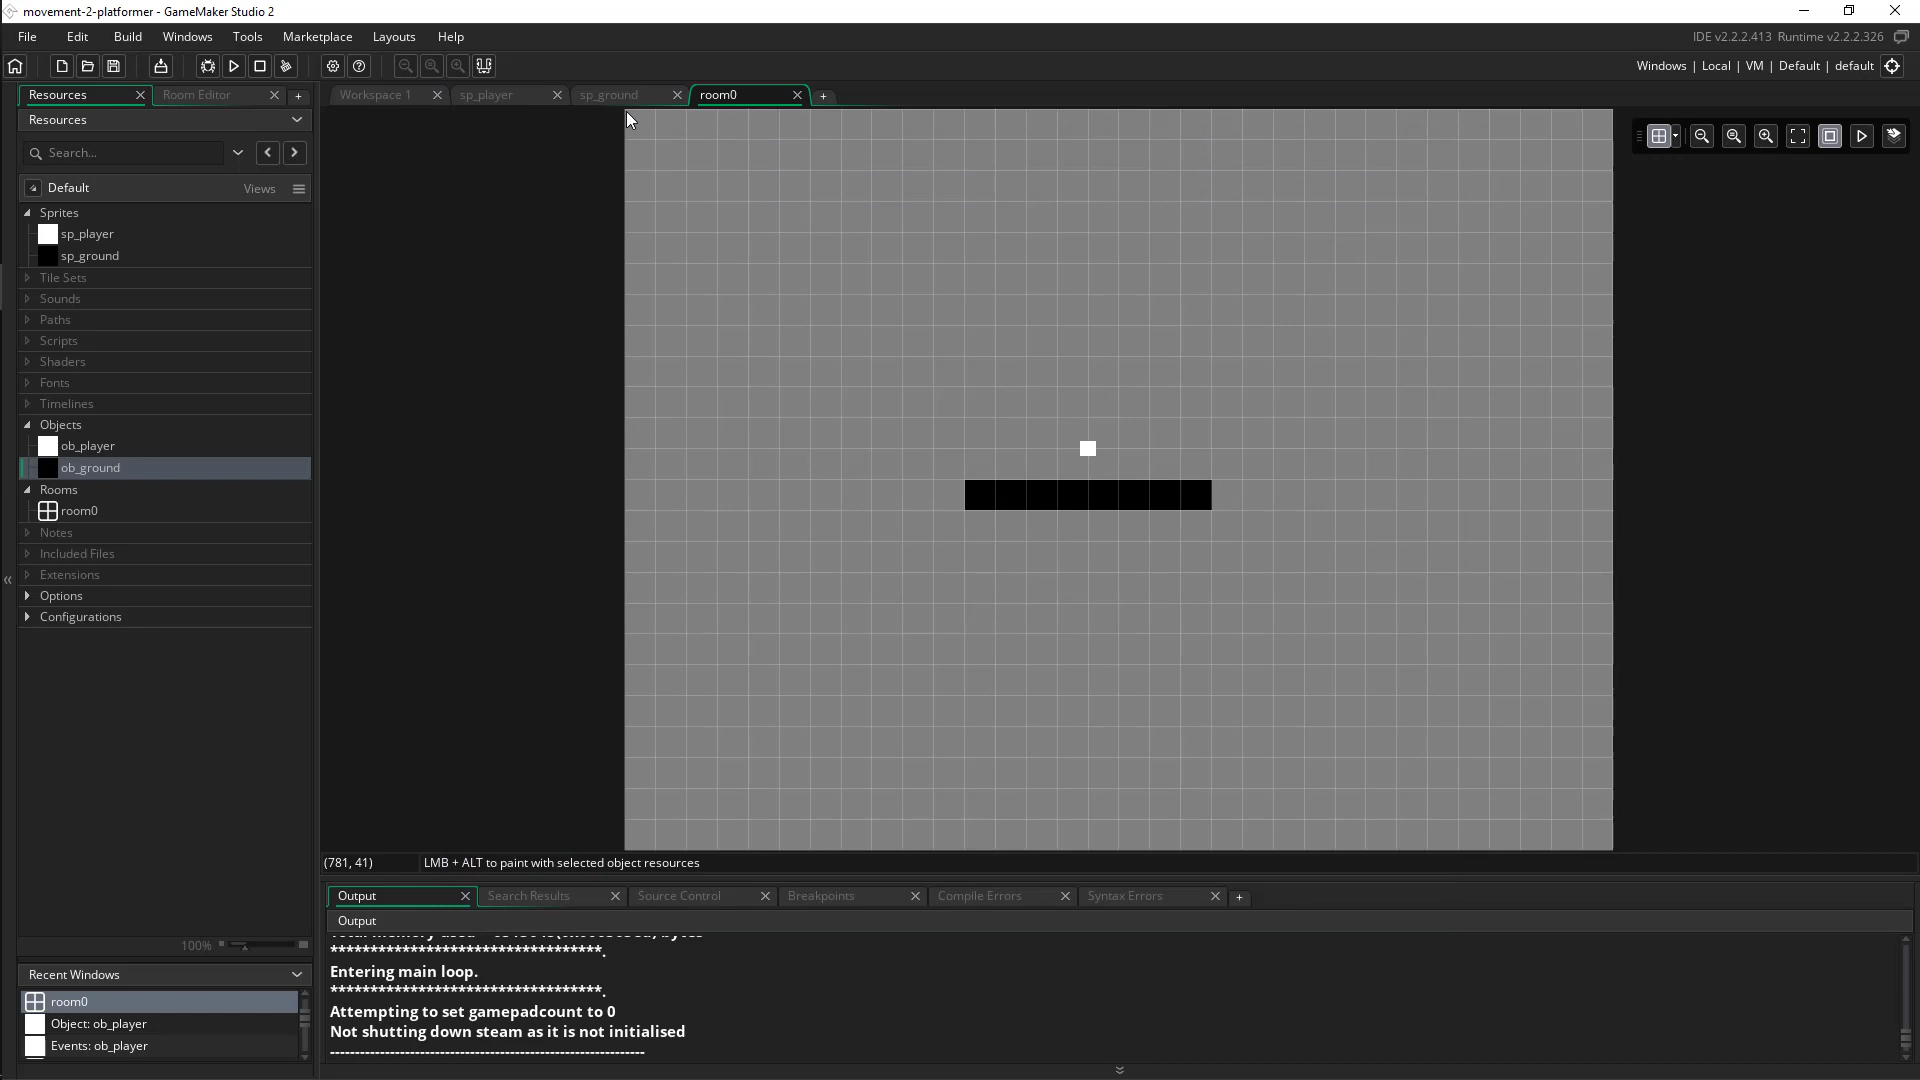 movement-2-platformer - GameMaker Studio 2
File Edit Build Windows Tools Marketplace Layouts Help
IDE v2.2.2.413 Runtime v2.2.2.326
Windows | Local | VM | Default | default
Resources Room Editor +
Workspace 1 sp_player sp_ground room0 +
Resources
Search...
Default Views
Sprites
sp_player
sp_ground
Tile Sets
Sounds
Paths
Scripts
Shaders
Fonts
Timelines
Objects
ob_player
ob_ground
Rooms
room0
Notes
Included Files
Extensions
Options
Configurations
100%
Recent Windows
room0
Object: ob_player
Events: ob_player
(781, 41) LMB + ALT to paint with selected object resources
Output Search Results Source Control Breakpoints Compile Errors Syntax Errors +
Output
**********************************.
Entering main loop.
**********************************.
Attempting to set gamepadcount to 0
Not shutting down steam as it is not initialised
---------------------------------------------------------------